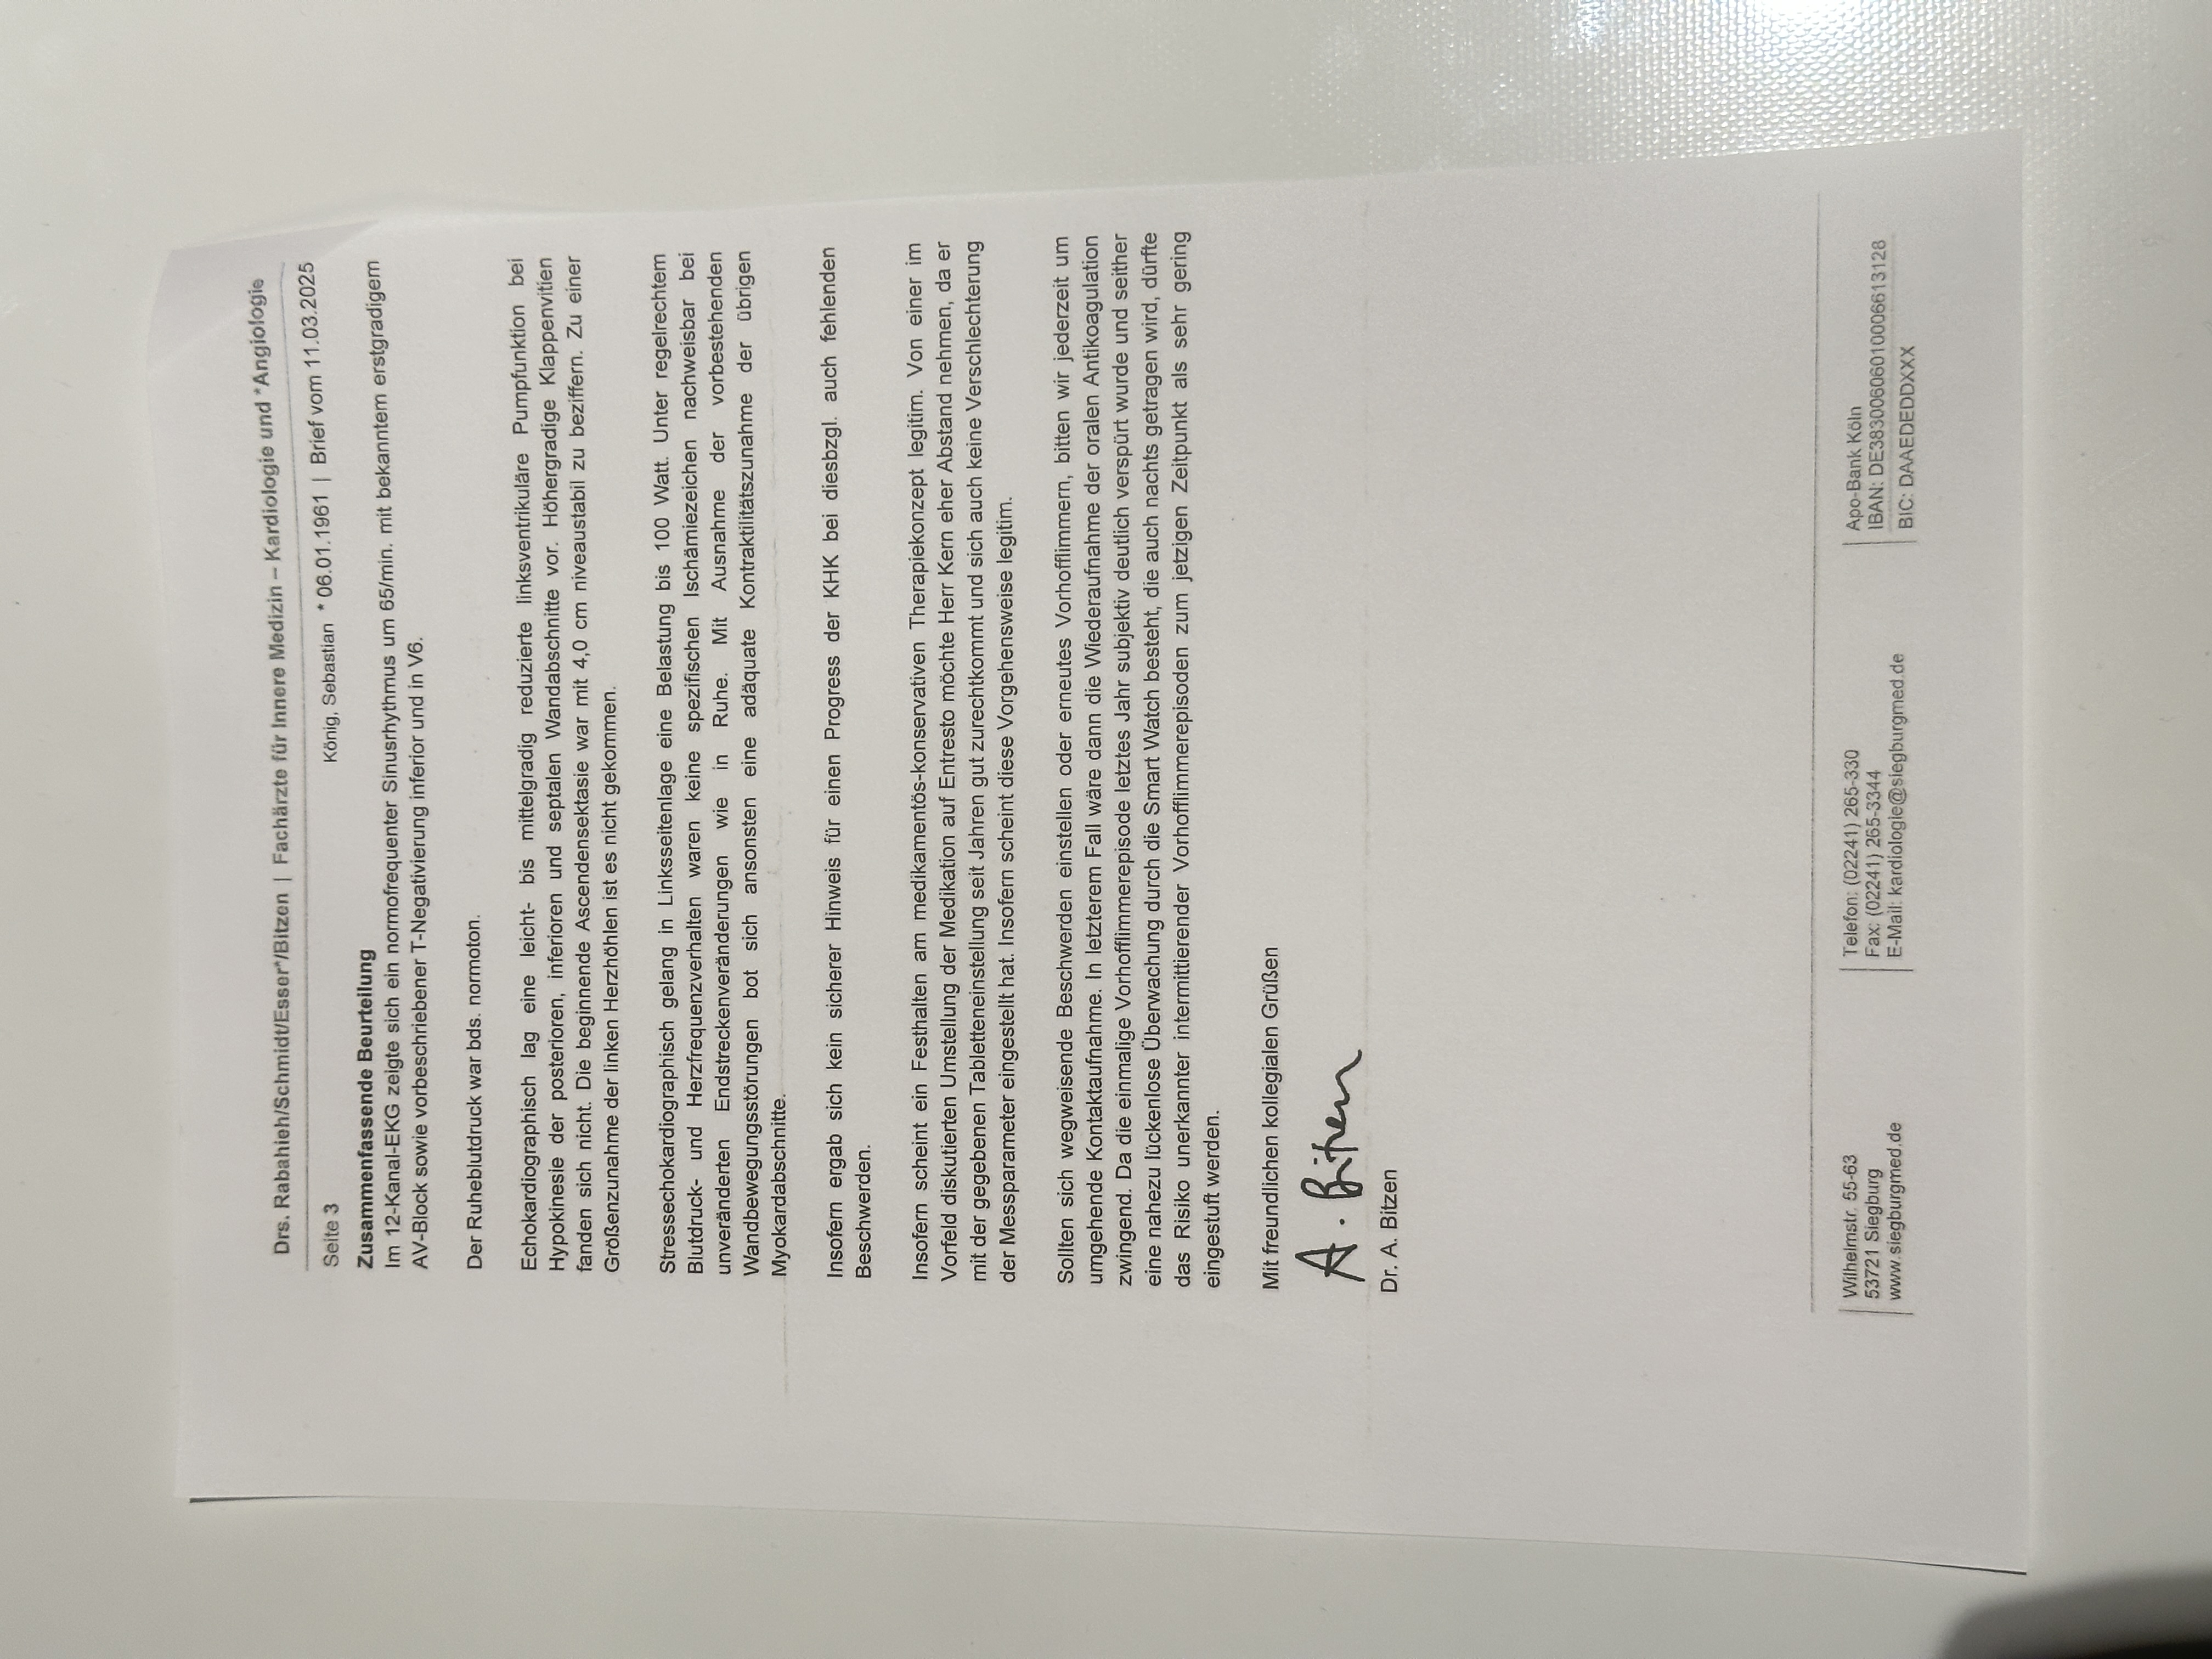 Drs. Rabahieh/Schmidt/Esser*/Bitzen | Fachärzte für Innere Medizin – Kardiologie und *Angiologie
Seite 3 König, Sebastian * 06.01.1961 | Brief vom 11.03.2025
Zusammenfassende Beurteilung
Im 12-Kanal-EKG zeigte sich ein normofrequenter Sinusrhythmus um 65/min. mit bekanntem erstgradigem
AV-Block sowie vorbeschriebener T-Negativierung inferior und in V6.
Der Ruheblutdruck war bds. normoton.
Echokardiographisch lag eine leicht- bis mittelgradig reduzierte linksventrikuläre Pumpfunktion bei
Hypokinesie der posterioren, inferioren und septalen Wandabschnitte vor. Höhergradige Klappenvitien
fanden sich nicht. Die beginnende Ascendensektasie war mit 4,0 cm niveaustabil zu beziffern. Zu einer
Größenzunahme der linken Herzhöhlen ist es nicht gekommen.
Stressechokardiographisch gelang in Linksseitenlage eine Belastung bis 100 Watt. Unter regelrechtem
Blutdruck- und Herzfrequenzverhalten waren keine spezifischen Ischämiezeichen nachweisbar bei
unveränderten Endstreckenveränderungen wie in Ruhe. Mit Ausnahme der vorbestehenden
Wandbewegungsstörungen bot sich ansonsten eine adäquate Kontraktilitätszunahme der übrigen
Myokardabschnitte.
Insofern ergab sich kein sicherer Hinweis für einen Progress der KHK bei diesbzgl. auch fehlenden
Beschwerden.
Insofern scheint ein Festhalten am medikamentös-konservativen Therapiekonzept legitim. Von einer im
Vorfeld diskutierten Umstellung der Medikation auf Entresto möchte Herr Kern eher Abstand nehmen, da er
mit der gegebenen Tabletteneinstellung seit Jahren gut zurechtkommt und sich auch keine Verschlechterung
der Messparameter eingestellt hat. Insofern scheint diese Vorgehensweise legitim.
Sollten sich wegweisende Beschwerden einstellen oder erneutes Vorhofflimmern, bitten wir jederzeit um
umgehende Kontaktaufnahme. In letzterem Fall wäre dann die Wiederaufnahme der oralen Antikoagulation
zwingend. Da die einmalige Vorhofflimmerepisode letztes Jahr subjektiv deutlich verspürt wurde und seither
eine nahezu lückenlose Überwachung durch die Smart Watch besteht, die auch nachts getragen wird, dürfte
das Risiko unerkannter intermittierender Vorhofflimmerepisoden zum jetzigen Zeitpunkt als sehr gering
eingestuft werden.
Mit freundlichen kollegialen Grüßen
A. Bitzen
Dr. A. Bitzen
Wilhelmstr. 55-63
53721 Siegburg
www.siegburgmed.de
Telefon: (02241) 265-330
Fax: (02241) 265-3344
E-Mail: kardiologie@siegburgmed.de
Apo-Bank Köln
IBAN: DE38300606010006613128
BIC: DAAEDEDDXXX